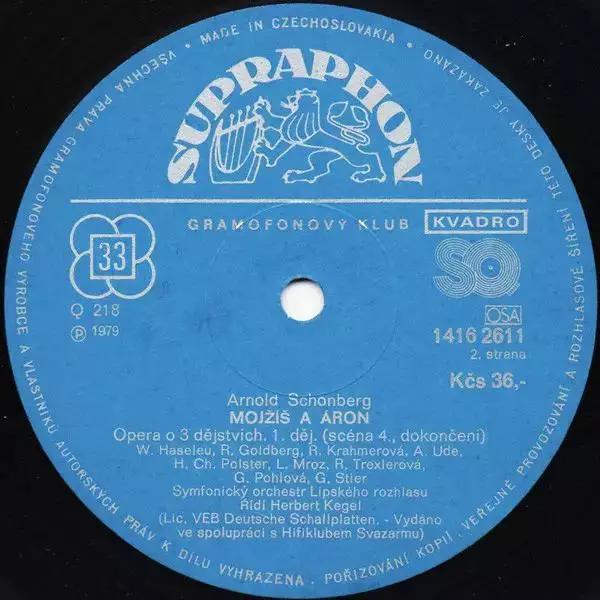 VŠECHNA PRÁVA GRAMOFONOVÉHO VÝROBCE A VLASTNÍKŮ AUTORSKÝCH PRÁV K DÍLU VYHRAZENA · POŘIZOVÁNÍ KOPIÍ, VEŘEJNÉ PROVOZOVÁNÍ A ROZHLASOVÉ ŠÍŘENÍ TÉTO DESKY JE ZAKÁZÁNO
· MADE IN CZECHOSLOVAKIA ·
SUPRAPHON
GRAMOFONOVÝ KLUB
KVADRO
33
SQ
Q 218
Ⓟ 1979
OSA
1416 2611
2. strana
Kčs 36,-
Arnold Schönberg
MOJŽÍŠ A ÁRON
Opera o 3 dějstvích. 1. děj. (scéna 4., dokončení)
W. Haseleu, R. Goldberg, R. Krahmerová, A. Ude,
H. Ch. Polster, L. Mroz, R. Trexlerová,
G. Pohlová, G. Stier
Symfonický orchestr Lipského rozhlasu
Řídí Herbert Kegel
(Lic. VEB Deutsche Schallplatten. - Vydáno
ve spolupráci s Hifiklubem Svazarmu)